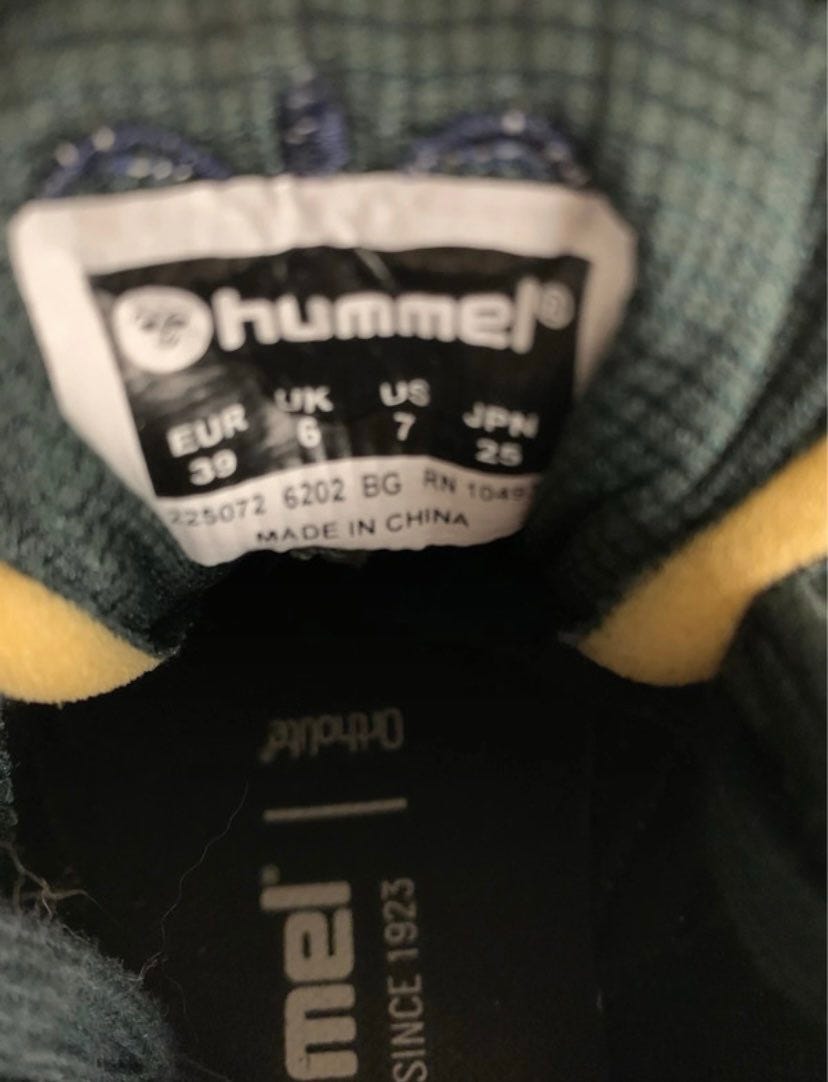 hummel®
EUR UK US JPN
39 6 7 25
225072 6202 BG RN
MADE IN CHINA
Ortholite®
mel®
SINCE 1923